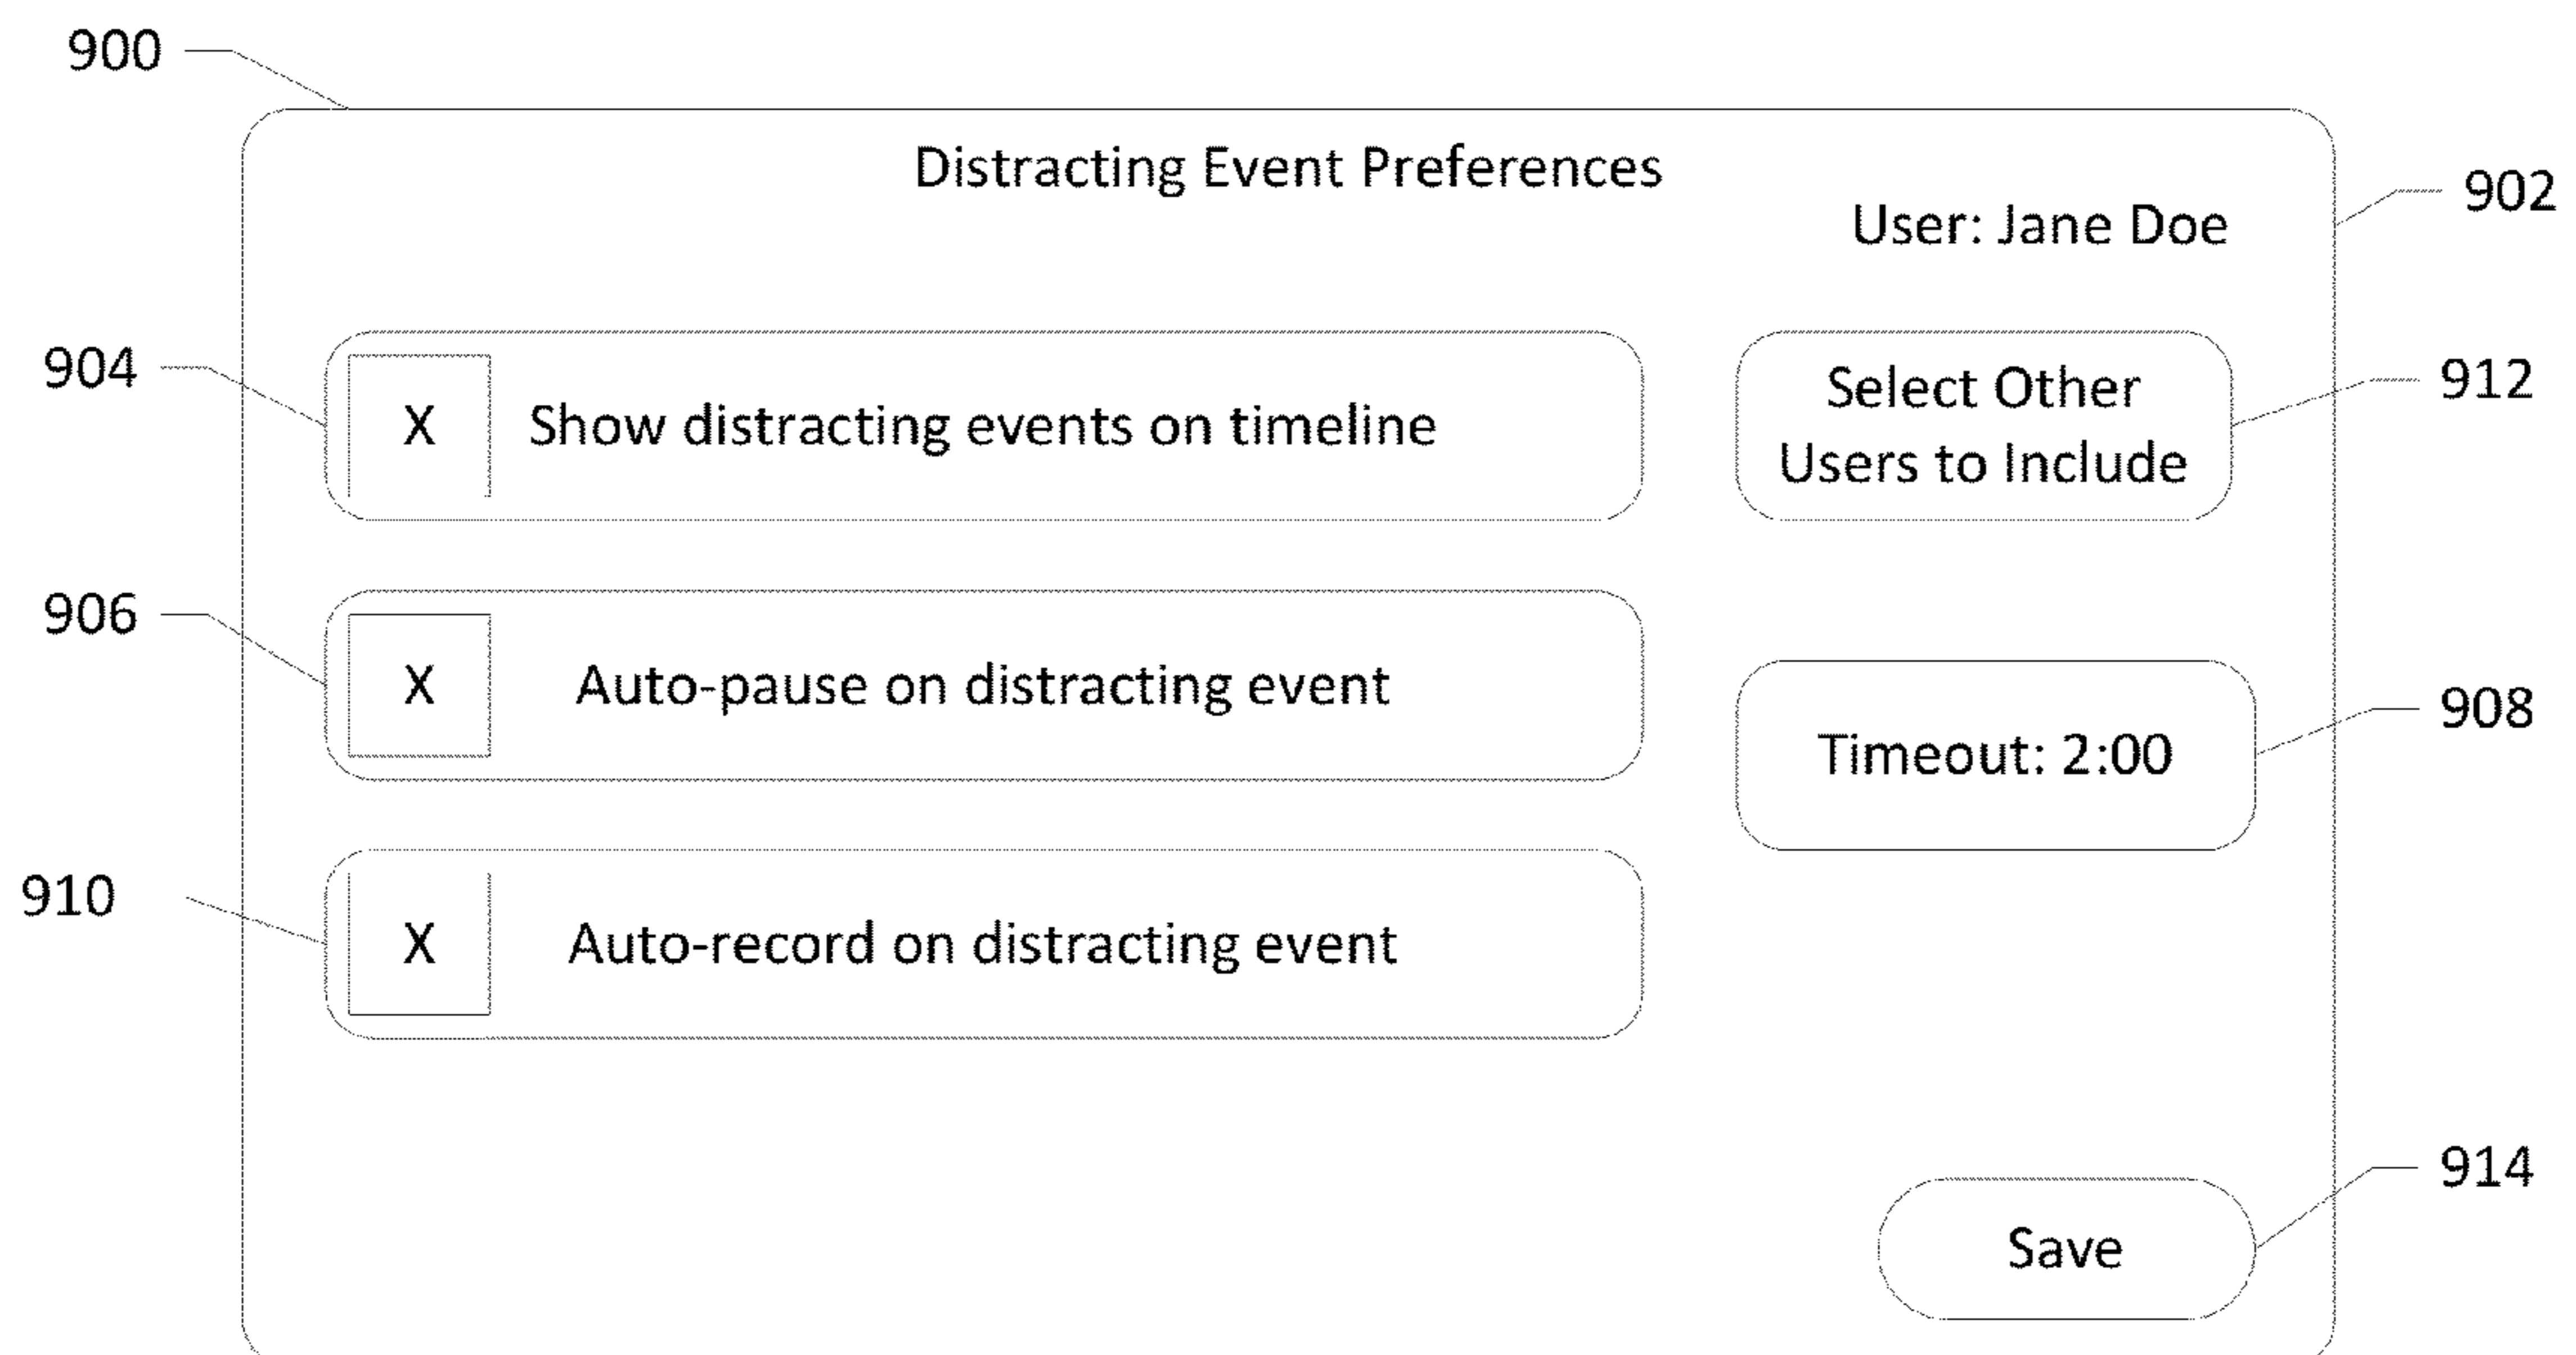 900
Distracting Event Preferences
902
User: Jane Doe
904
X Show distracting events on timeline
Select Other
Users to Include
912
906
X Auto-pause on distracting event
Timeout: 2:00
908
910
X Auto-record on distracting event
914
Save